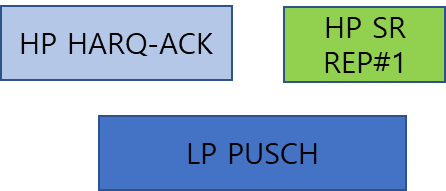 HP HARQ-ACK
HP SR
REP#1
LP PUSCH